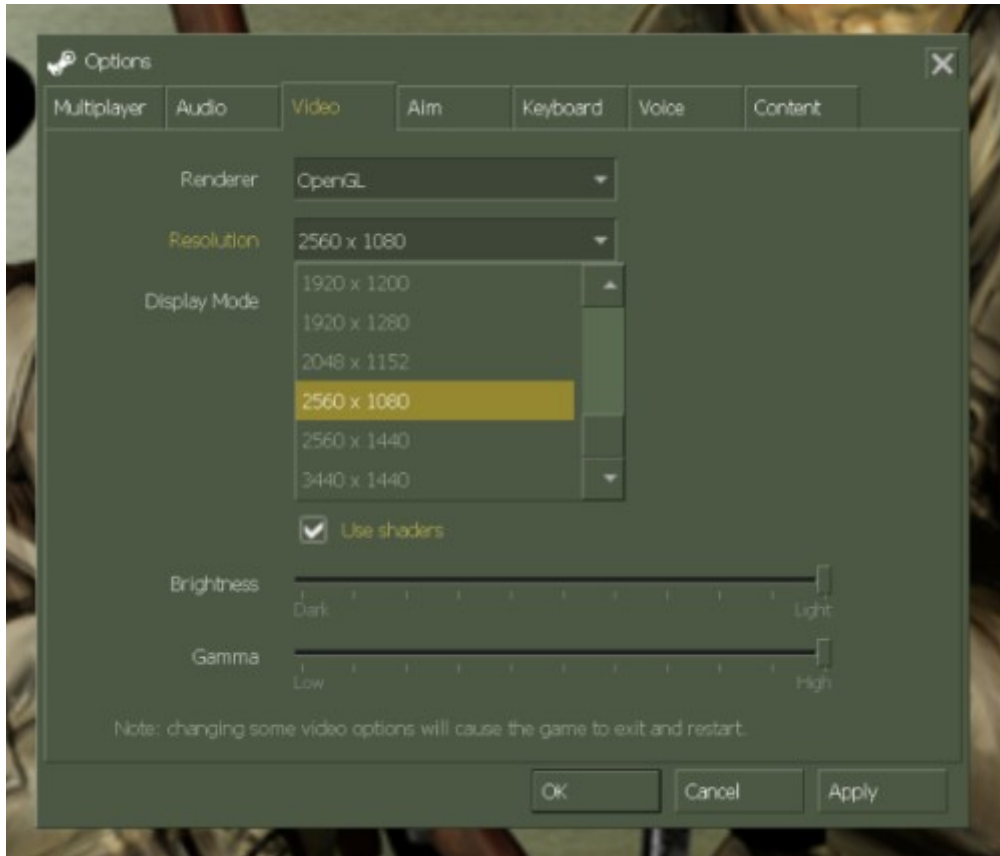 Options
Multiplayer Audio Video Aim Keyboard Voice Content
Renderer OpenGL
Resolution 2560 x 1080
1920 x 1200
Display Mode
1920 x 1280
2048 x 1152
2560 x 1080
2560 x 1440
3440 x 1440
Use shaders
Brightness
Dark Light
Gamma
Low High
Note: changing some video options will cause the game to exit and restart.
OK Cancel Apply